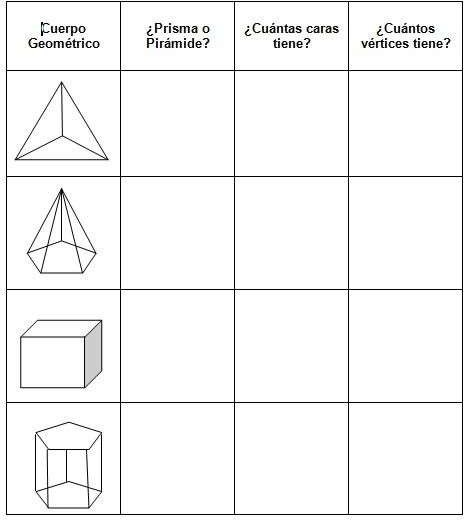 Cuerpo
Geométrico
¿Prisma o
Pirámide?
¿Cuántas caras
tiene?
¿Cuántos
vértices tiene?